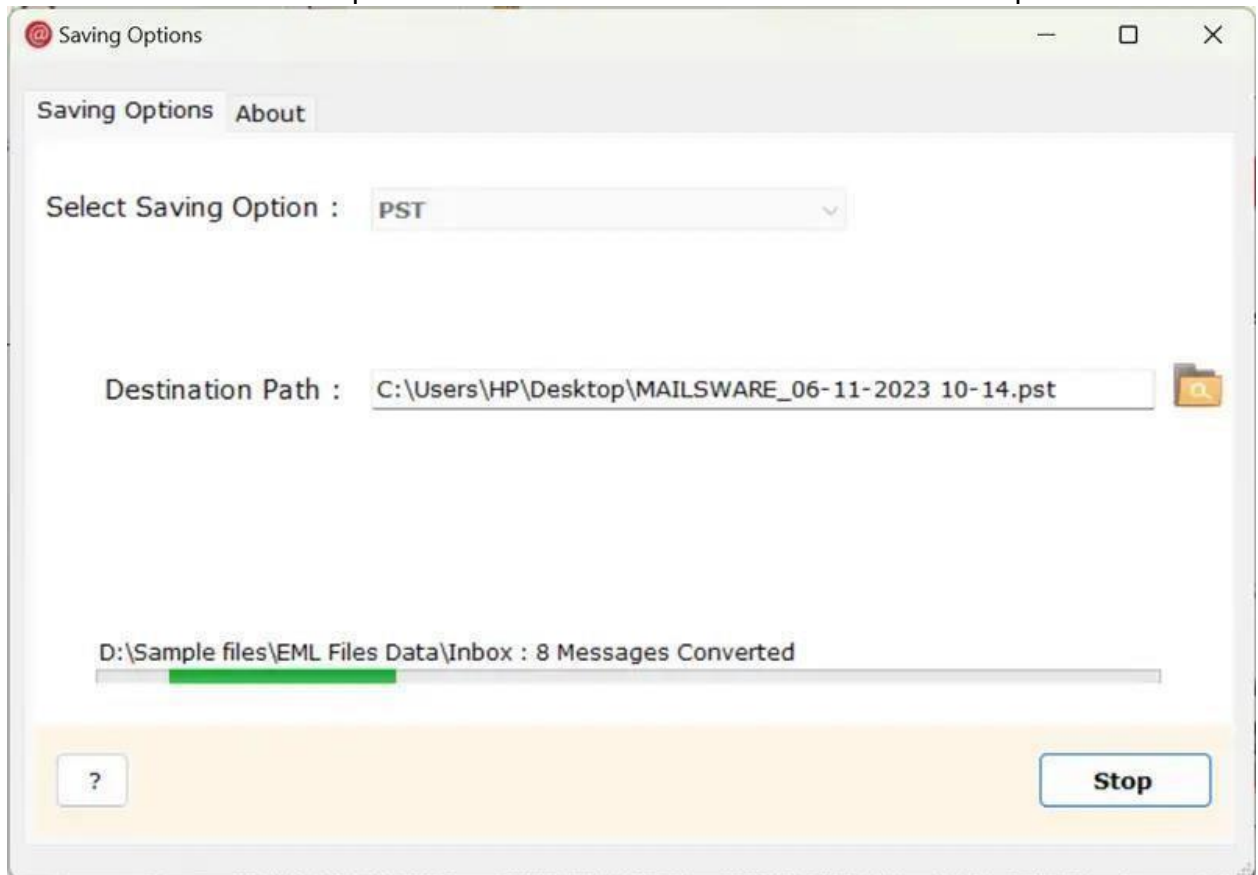 Saving Options
Saving Options About
Select Saving Option : PST
Destination Path : C:\Users\HP\Desktop\MAILSWARE_06-11-2023 10-14.pst
D:\Sample files\EML Files Data\Inbox : 8 Messages Converted
? Stop